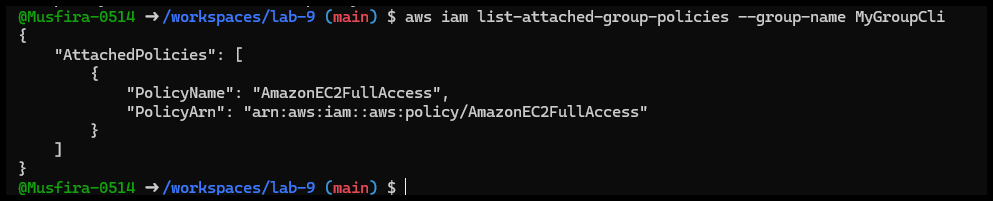 @Musfira-0514 ➜ /workspaces/lab-9 (main) $ aws iam list-attached-group-policies --group-name MyGroupCli
{
    "AttachedPolicies": [
        {
            "PolicyName": "AmazonEC2FullAccess",
            "PolicyArn": "arn:aws:iam::aws:policy/AmazonEC2FullAccess"
        }
    ]
}
@Musfira-0514 ➜ /workspaces/lab-9 (main) $